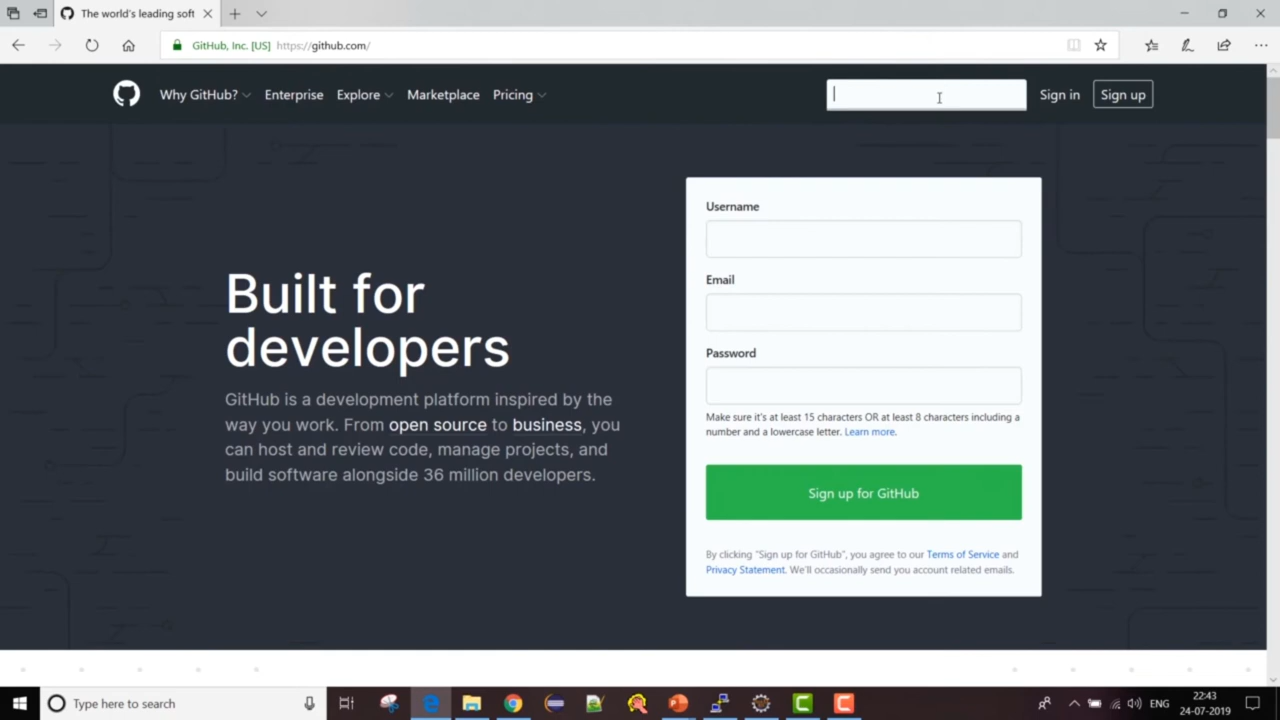 The world's leading soft
GitHub, Inc. [US] https://github.com/
Why GitHub? Enterprise Explore Marketplace Pricing Sign in Sign up
Built for
developers
GitHub is a development platform inspired by the
way you work. From open source to business, you
can host and review code, manage projects, and
build software alongside 36 million developers.
Username
Email
Password
Make sure it's at least 15 characters OR at least 8 characters including a
number and a lowercase letter. Learn more.
Sign up for GitHub
By clicking "Sign up for GitHub", you agree to our Terms of Service and
Privacy Statement. We'll occasionally send you account related emails.
Type here to search
ENG
22:43
24-07-2019